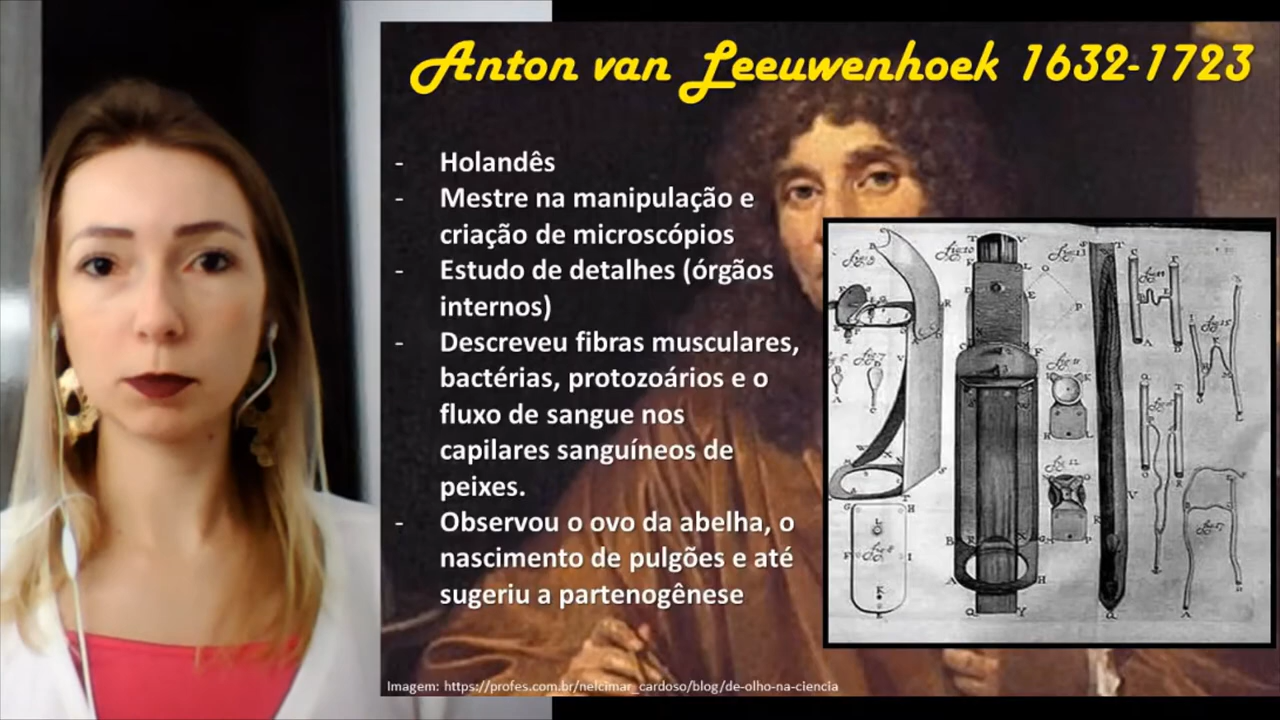 Anton van Leeuwenhoek 1632-1723
- Holandês
- Mestre na manipulação e
criação de microscópios
- Estudo de detalhes (órgãos
internos)
- Descreveu fibras musculares,
bactérias, protozoários e o
fluxo de sangue nos
capilares sanguíneos de
peixes.
- Observou o ovo da abelha, o
nascimento de pulgões e até
sugeriu a partenogênese
Imagem: https://profes.com.br/nelcimar_cardoso/blog/de-olho-na-ciencia